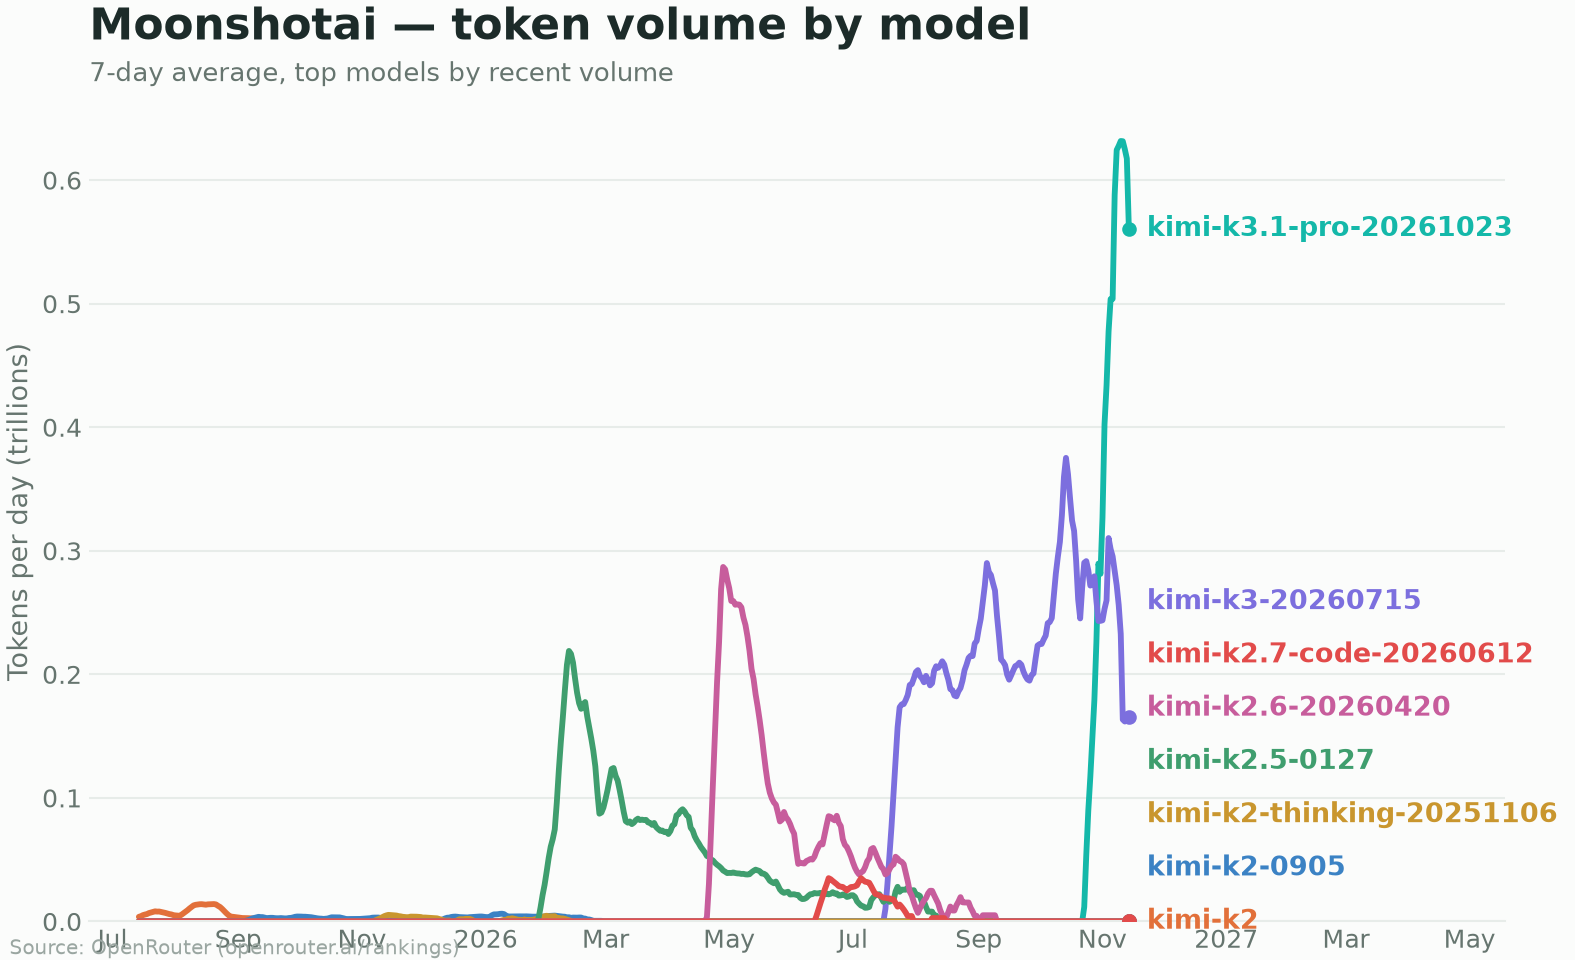 Moonshotai — token volume by model
7-day average, top models by recent volume
Tokens per day (trillions)
0.6
0.5
0.4
0.3
0.2
0.1
0.0
kimi-k3.1-pro-20261023
kimi-k3-20260715
kimi-k2.7-code-20260612
kimi-k2.6-20260420
kimi-k2.5-0127
kimi-k2-thinking-20251106
kimi-k2-0905
kimi-k2
Jul Sep Nov 2026 Mar May Jul Sep Nov 2027 Mar May
Source: OpenRouter (openrouter.ai/rankings)